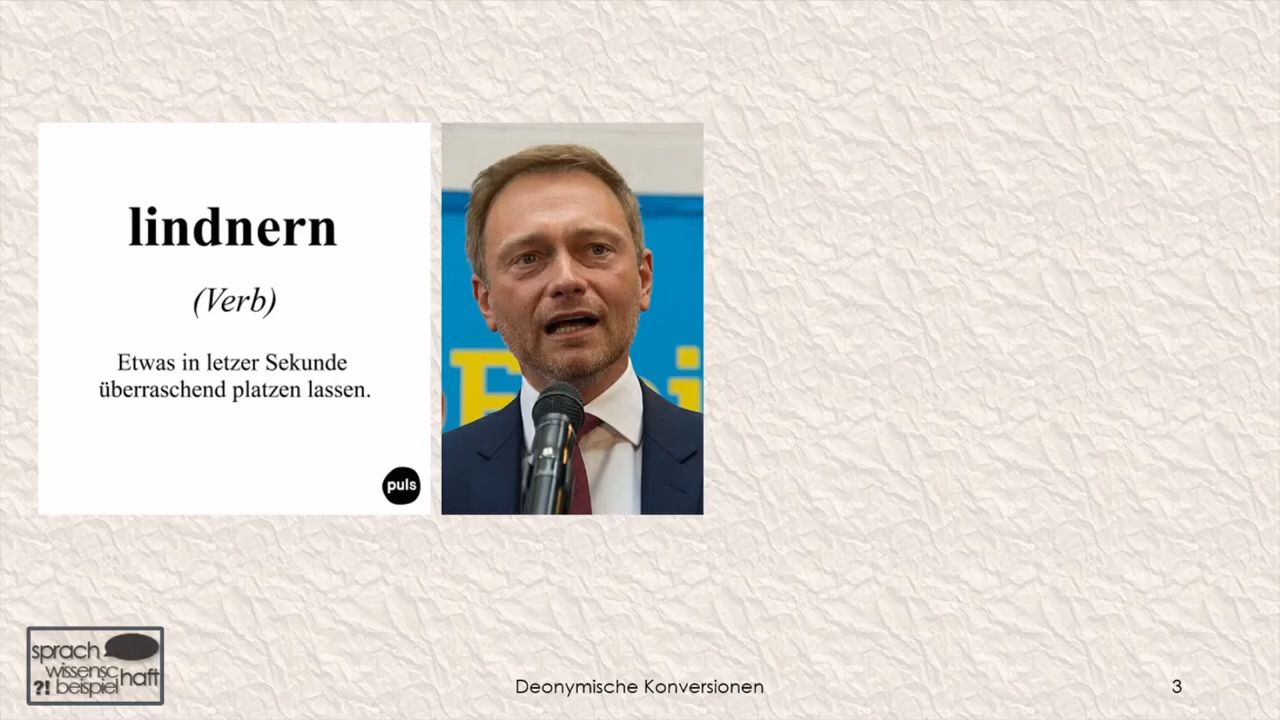 lindnern
(Verb)
Etwas in letzer Sekunde
überraschend platzen lassen.
puls
sprach
wissensc
haft
?! beispiel
Deonymische Konversionen
3